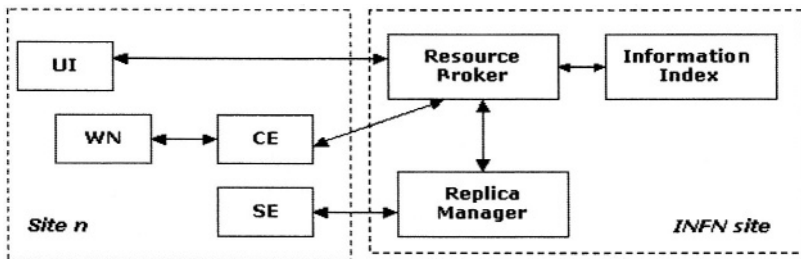 UI
Resource
Broker
Information
Index
WN
CE
SE
Replica
Manager
Site n
INFN site